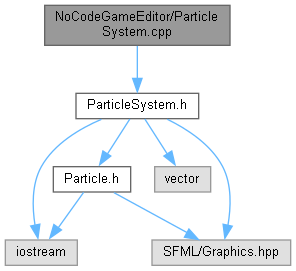 NoCodeGameEditor/Particle
System.cpp
ParticleSystem.h
Particle.h
vector
iostream
SFML/Graphics.hpp